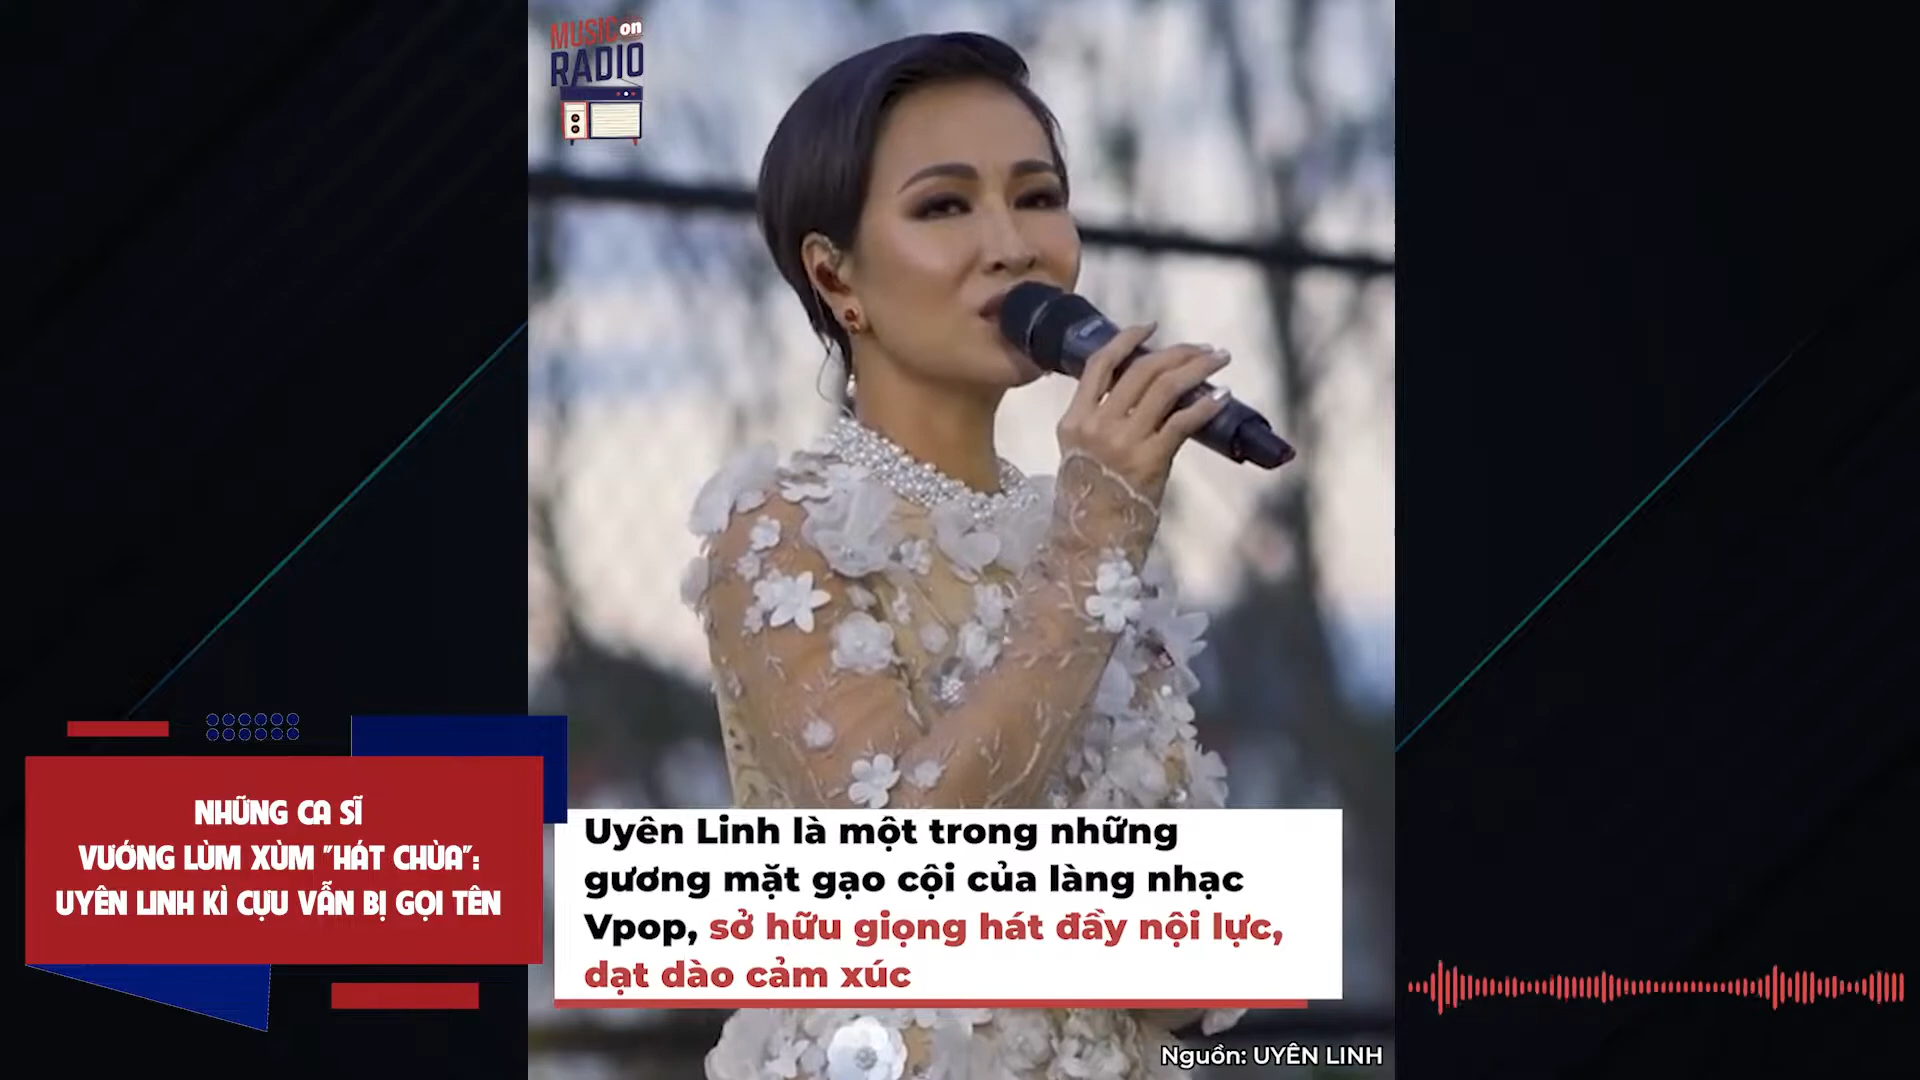 MUSIC on
RADIO
NHỮNG CA SĨ
VƯỚNG LÙM XÙM "HÁT CHÙA":
UYÊN LINH KÌ CỰU VẪN BỊ GỌI TÊN
Uyên Linh là một trong những
gương mặt gạo cội của làng nhạc
Vpop, sở hữu giọng hát đầy nội lực,
dạt dào cảm xúc
Nguồn: UYÊN LINH